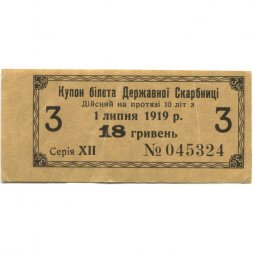 Купон білета Державної Скарбниці
Дійсний на протязі 10 літ з
3 1 липня 1919 р. 3
18 гривень
Серія XII № 045324